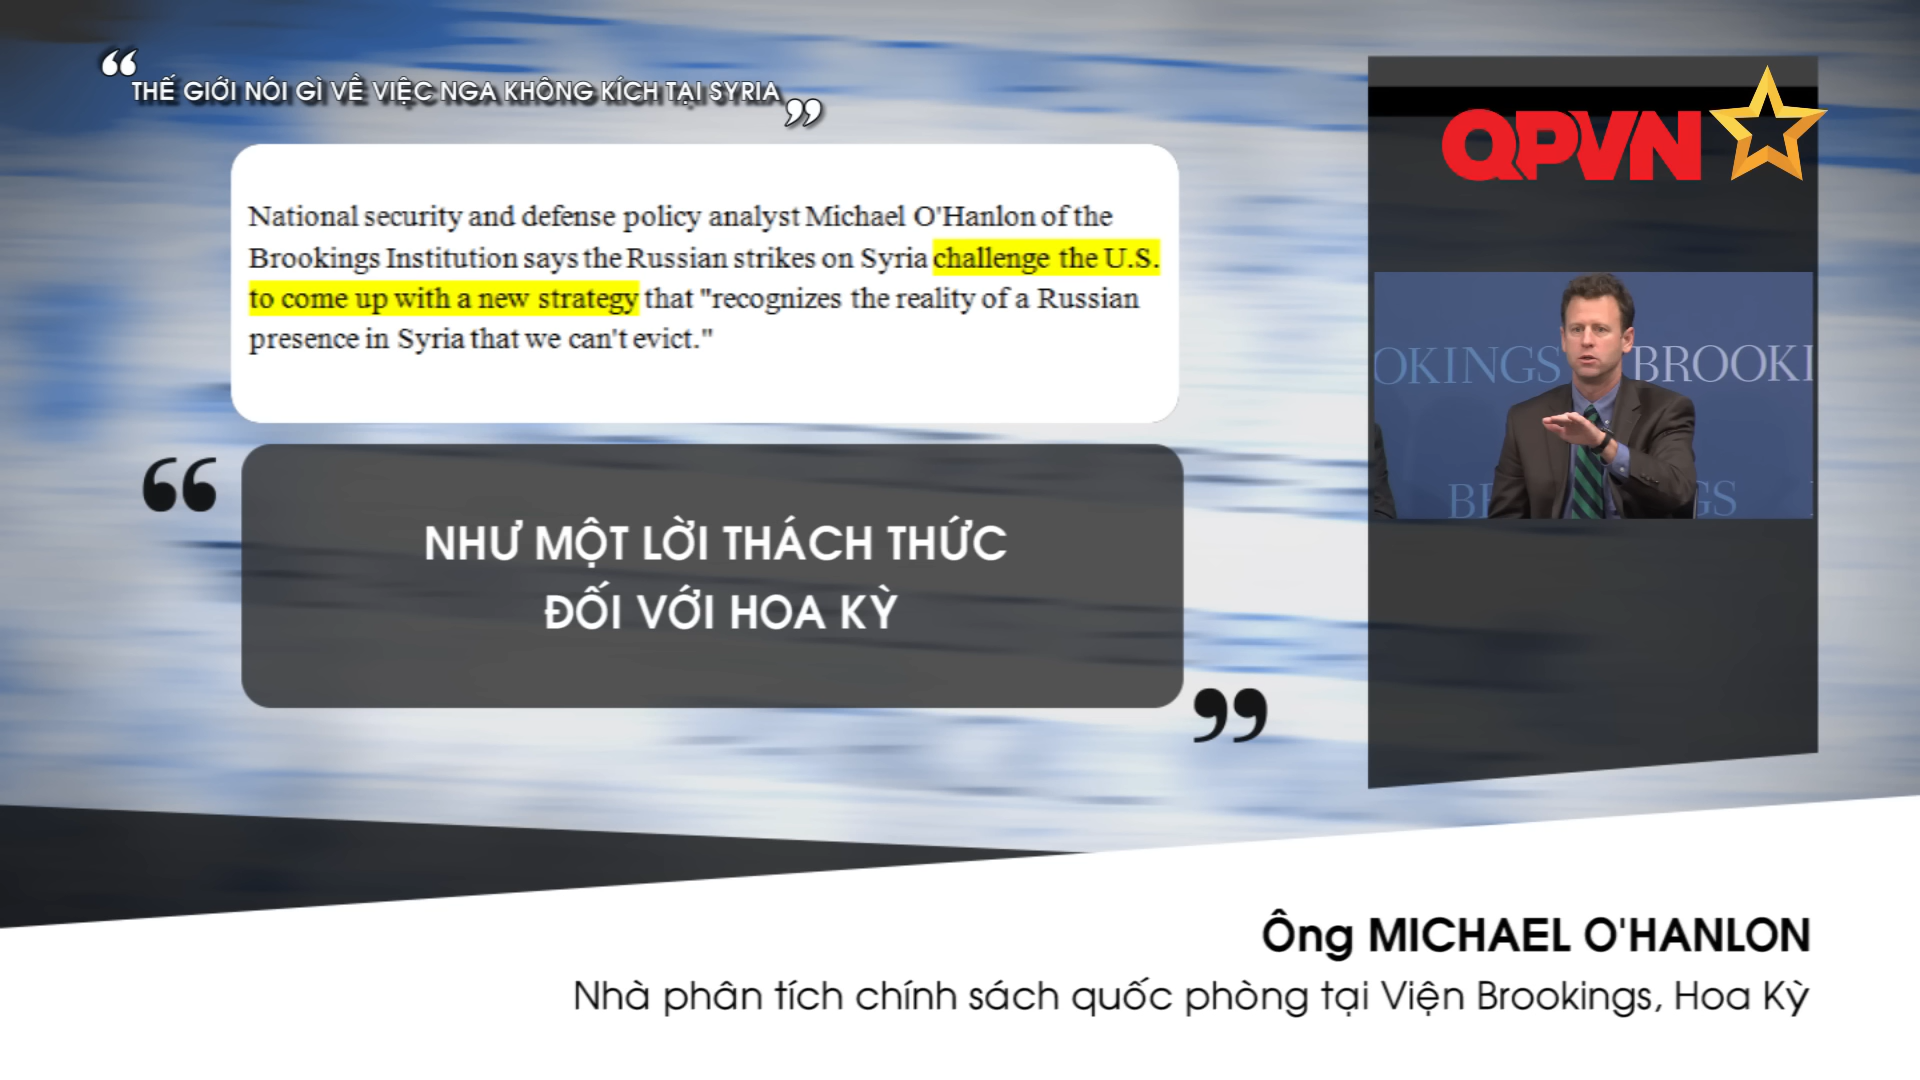 THẾ GIỚI NÓI GÌ VỀ VIỆC NGA KHÔNG KÍCH TẠI SYRIA
QPVN
National security and defense policy analyst Michael O'Hanlon of the
Brookings Institution says the Russian strikes on Syria challenge the U.S.
to come up with a new strategy that "recognizes the reality of a Russian
presence in Syria that we can't evict."
OKINGS BROOKI
BR GS
“NHƯ MỘT LỜI THÁCH THỨC
ĐỐI VỚI HOA KỲ”
Ông MICHAEL O'HANLON
Nhà phân tích chính sách quốc phòng tại Viện Brookings, Hoa Kỳ